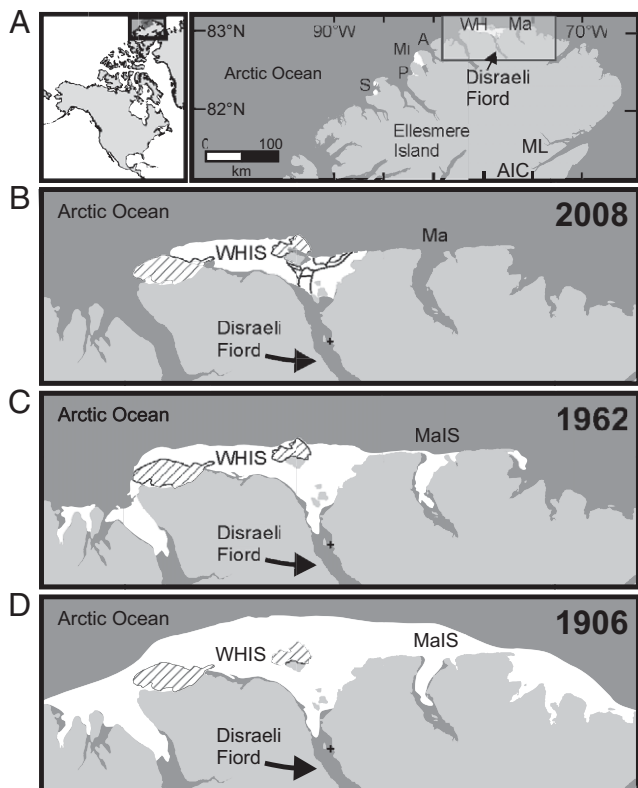 A
83°N
90°W
WH
Ma
70°W
A
MI
P
S
Arctic Ocean
Disraeli
Fiord
82°N
Ellesmere
Island
0 100
km
ML
AIC
B
Arctic Ocean
2008
Ma
WHIS
Disraeli
Fiord
+
C
Arctic Ocean
1962
MaIS
WHIS
Disraeli
Fiord
+
D
Arctic Ocean
1906
MaIS
WHIS
Disraeli
Fiord
+